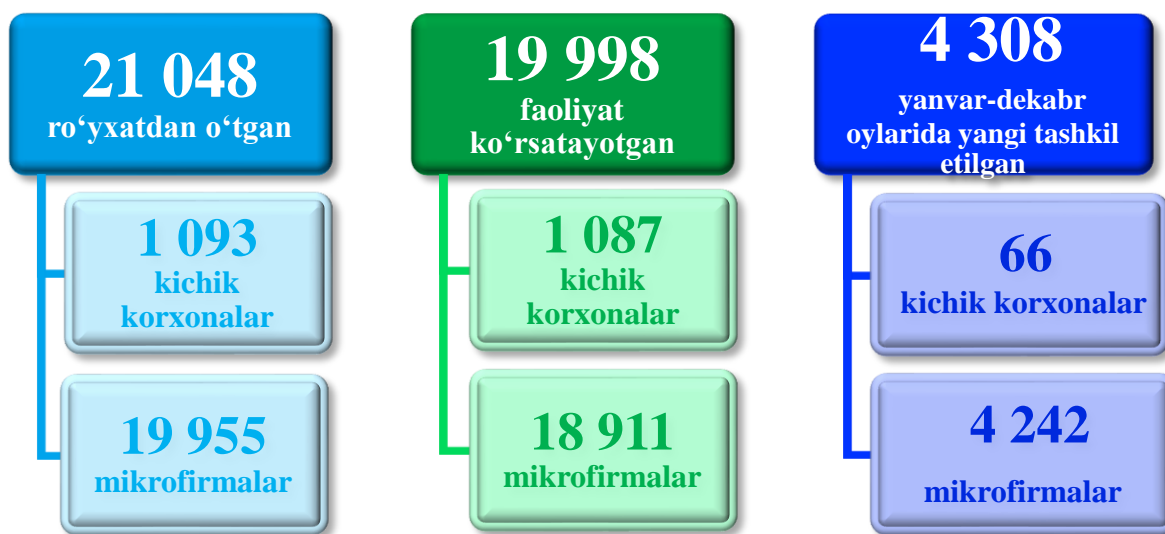 21 048
ro‘yxatdan o‘tgan
1 093
kichik
korxonalar
19 955
mikrofirmalar
19 998
faoliyat
ko‘rsatayotgan
1 087
kichik
korxonalar
18 911
mikrofirmalar
4 308
yanvar-dekabr
oylarida yangi tashkil
etilgan
66
kichik korxonalar
4 242
mikrofirmalar